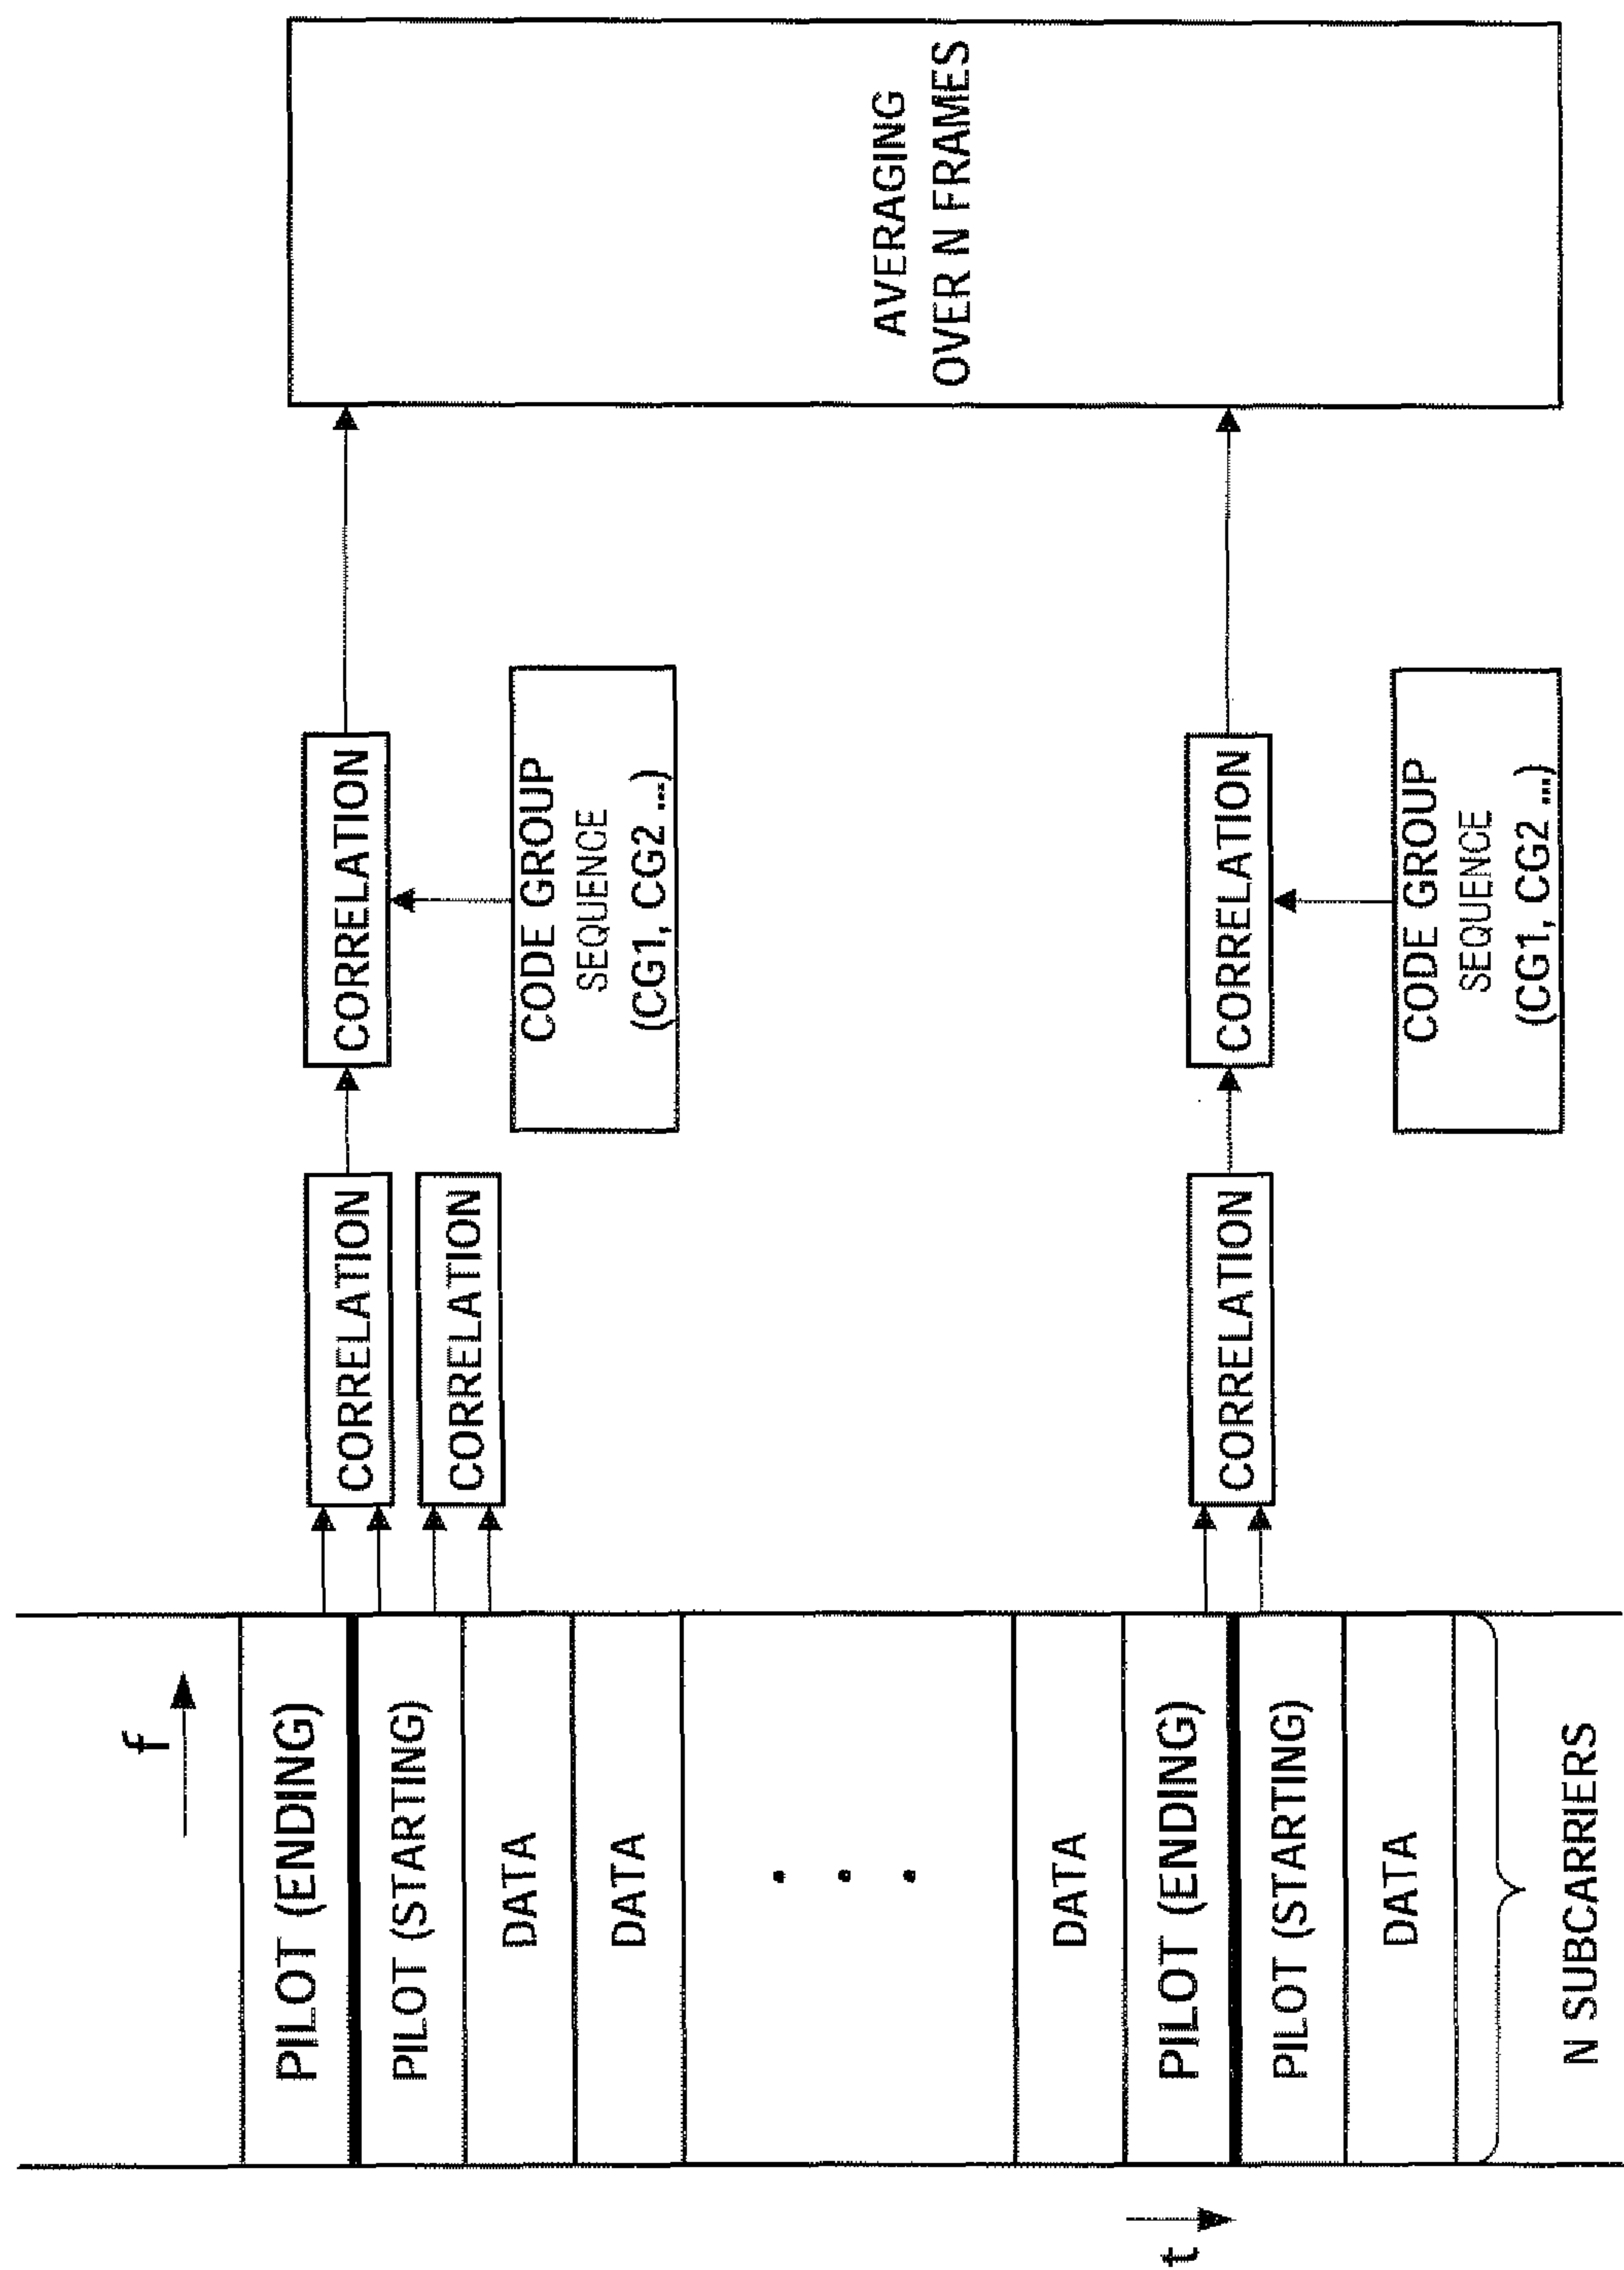 f
t
PILOT (ENDING)
PILOT (STARTING)
DATA
DATA
. . .
DATA
PILOT (ENDING)
PILOT (STARTING)
DATA
N SUBCARRIERS
CORRELATION
CORRELATION
CORRELATION
CORRELATION
CODE GROUP
SEQUENCE
(CG1, CG2 ...)
CORRELATION
CODE GROUP
SEQUENCE
(CG1, CG2 ...)
AVERAGING
OVER N FRAMES